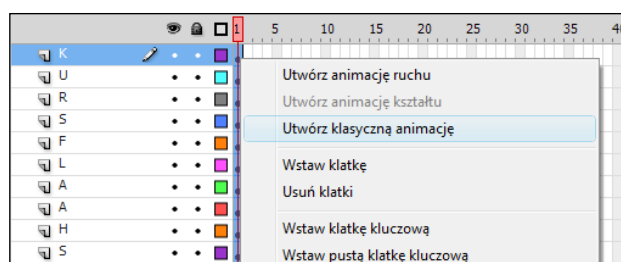 1 5 10 15 20 25 30 35 40
K
U Utwórz animację ruchu
R Utwórz animację kształtu
S Utwórz klasyczną animację
F
L Wstaw klatkę
A Usuń klatki
A
H Wstaw klatkę kluczową
S Wstaw pustą klatkę kluczową